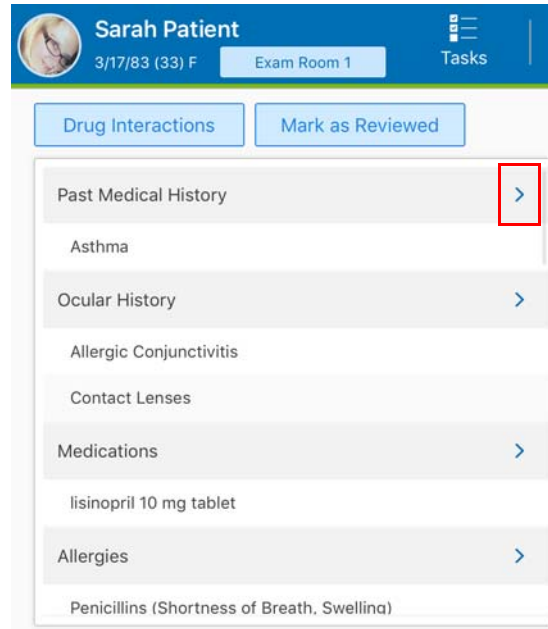 Sarah Patient
3/17/83 (33) F
Exam Room 1
Tasks
Drug Interactions
Mark as Reviewed
Past Medical History
Asthma
Ocular History
Allergic Conjunctivitis
Contact Lenses
Medications
lisinopril 10 mg tablet
Allergies
Penicillins (Shortness of Breath, Swelling)